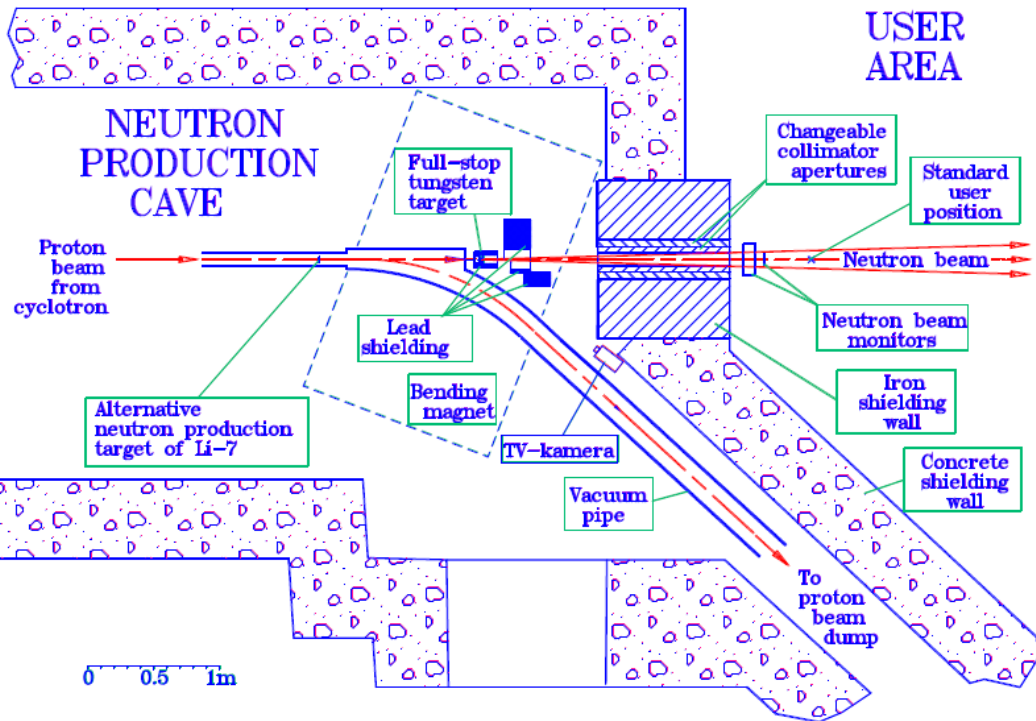 USER
AREA
NEUTRON
PRODUCTION
CAVE
Full-stop
tungsten
target
Changeable
collimator
apertures
Standard
user
position
Proton
beam
from
cyclotron
Neutron beam
Lead
shielding
Neutron beam
monitors
Bending
magnet
Iron
shielding
wall
Alternative
neutron production
target of Li-7
TV-kamera
Concrete
shielding
wall
Vacuum
pipe
To
proton
beam
dump
0 0.5 1m